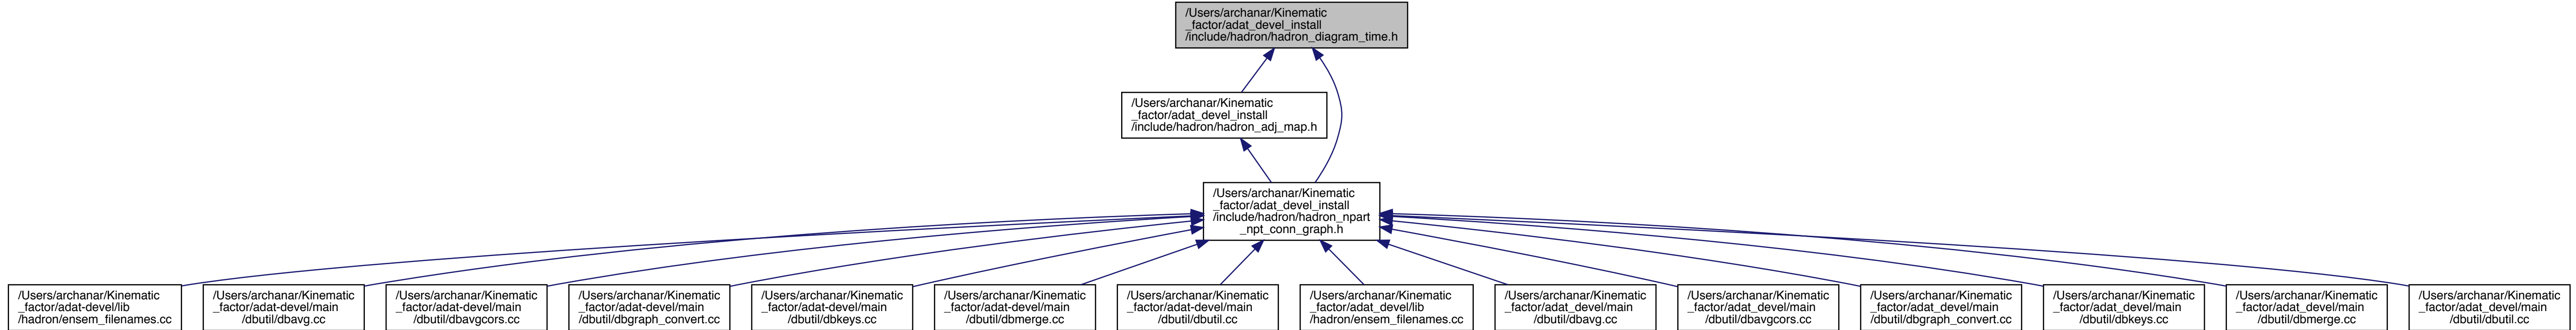 /Users/archanar/Kinematic
_factor/adat_devel_install
/include/hadron/hadron_diagram_time.h
/Users/archanar/Kinematic
_factor/adat_devel_install
/include/hadron/hadron_adj_map.h
/Users/archanar/Kinematic
_factor/adat_devel_install
/include/hadron/hadron_npart
_npt_conn_graph.h
/Users/archanar/Kinematic
_factor/adat-devel/lib
/hadron/ensem_filenames.cc
/Users/archanar/Kinematic
_factor/adat-devel/main
/dbutil/dbavg.cc
/Users/archanar/Kinematic
_factor/adat-devel/main
/dbutil/dbavgcors.cc
/Users/archanar/Kinematic
_factor/adat-devel/main
/dbutil/dbgraph_convert.cc
/Users/archanar/Kinematic
_factor/adat-devel/main
/dbutil/dbkeys.cc
/Users/archanar/Kinematic
_factor/adat-devel/main
/dbutil/dbmerge.cc
/Users/archanar/Kinematic
_factor/adat-devel/main
/dbutil/dbutil.cc
/Users/archanar/Kinematic
_factor/adat_devel/lib
/hadron/ensem_filenames.cc
/Users/archanar/Kinematic
_factor/adat_devel/main
/dbutil/dbavg.cc
/Users/archanar/Kinematic
_factor/adat_devel/main
/dbutil/dbavgcors.cc
/Users/archanar/Kinematic
_factor/adat_devel/main
/dbutil/dbgraph_convert.cc
/Users/archanar/Kinematic
_factor/adat_devel/main
/dbutil/dbkeys.cc
/Users/archanar/Kinematic
_factor/adat_devel/main
/dbutil/dbmerge.cc
/Users/archanar/Kinematic
_factor/adat_devel/main
/dbutil/dbutil.cc